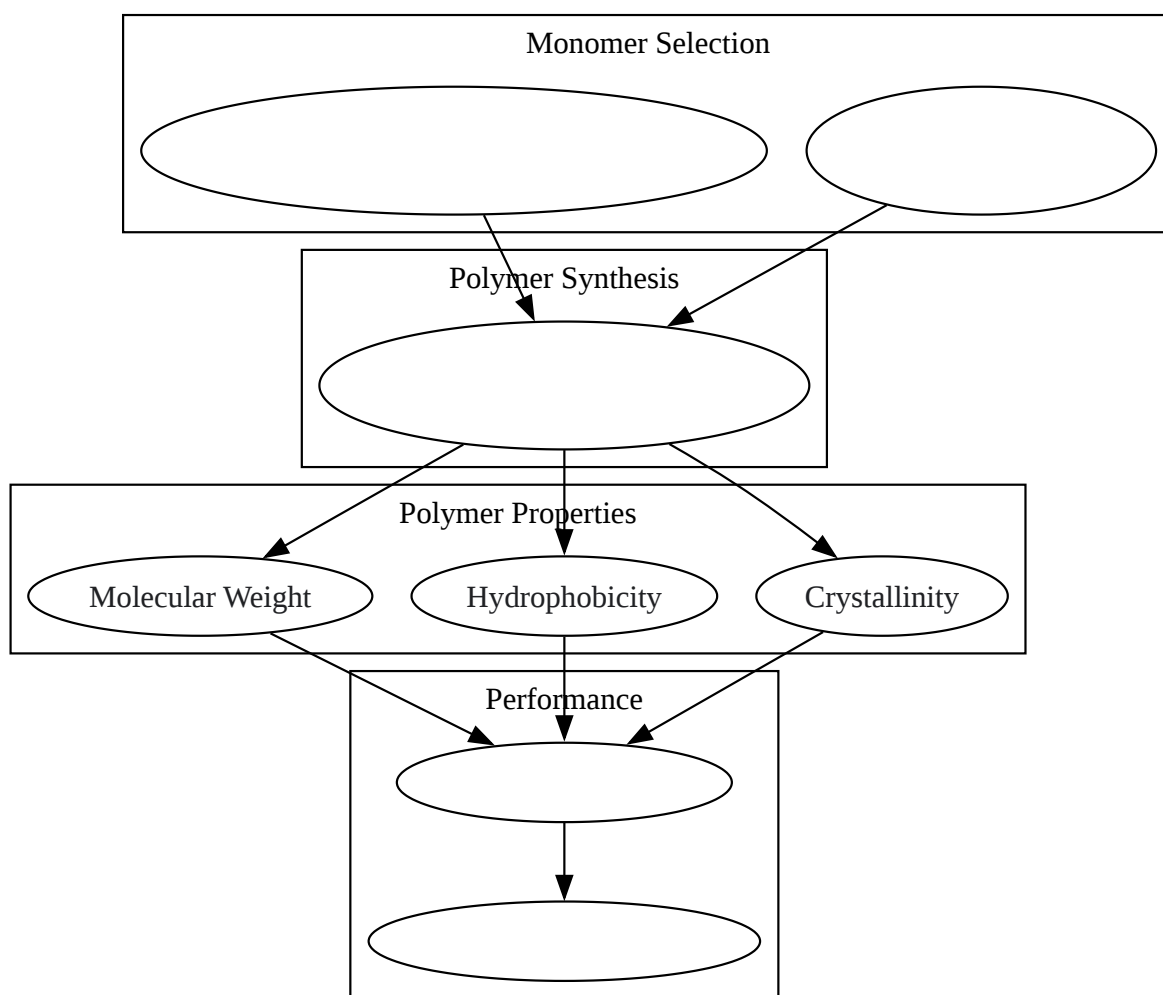 Monomer Selection
Polymer Synthesis
Polymer Properties
Molecular Weight
Hydrophobicity
Crystallinity
Performance